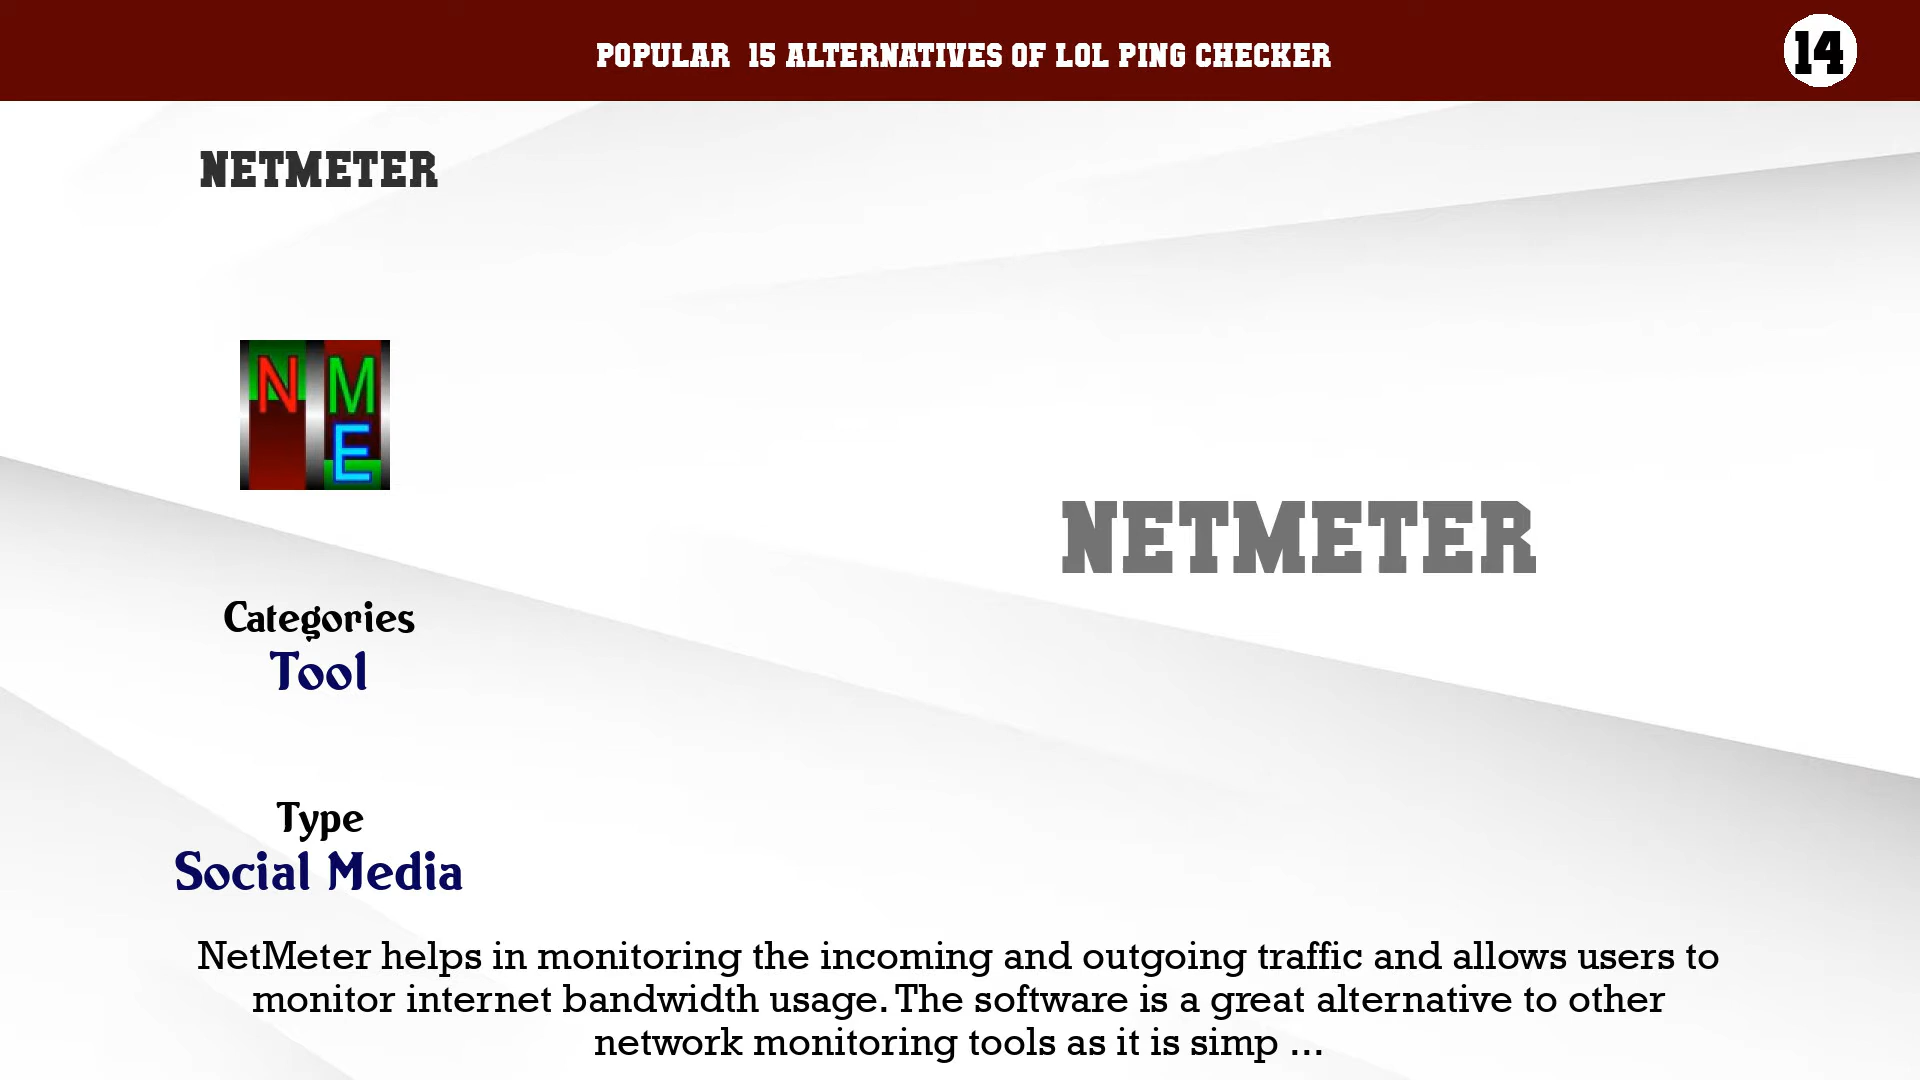 POPULAR 15 ALTERNATIVES OF LOL PING CHECKER
14
NETMETER
N M
E
NETMETER
Categories
Tool
Type
Social Media
NetMeter helps in monitoring the incoming and outgoing traffic and allows users to
monitor internet bandwidth usage. The software is a great alternative to other
network monitoring tools as it is simp ...